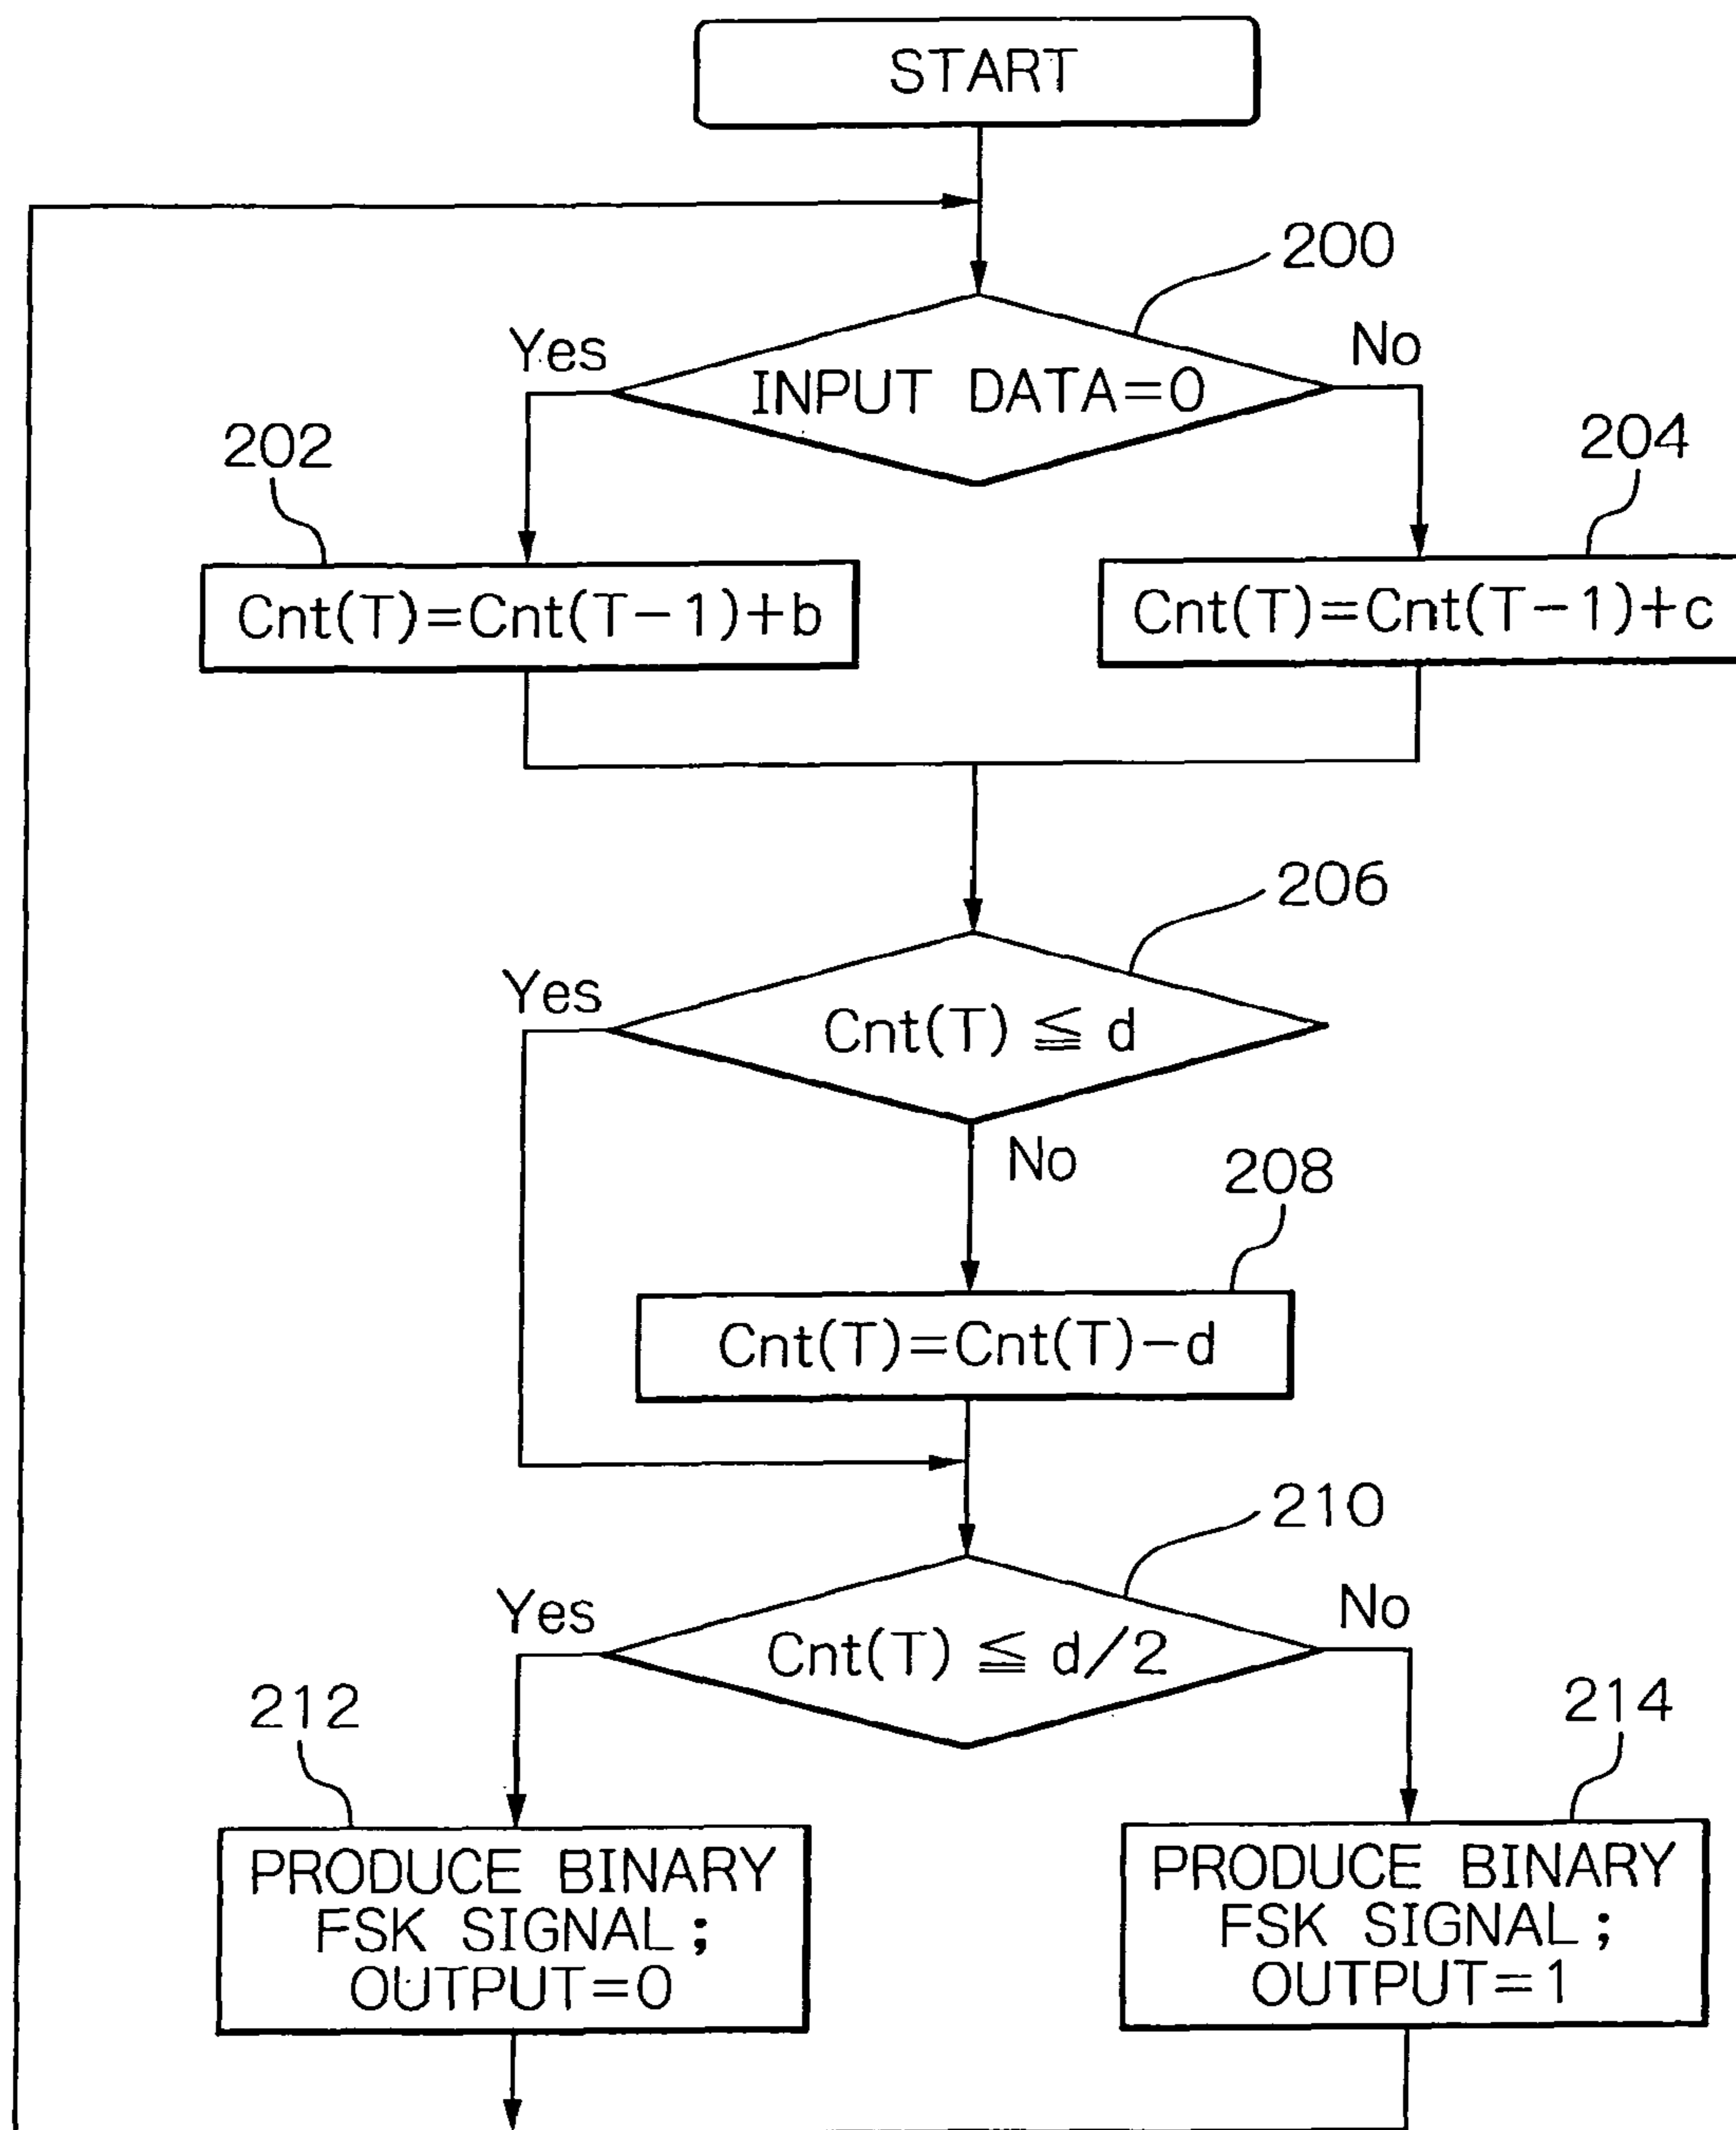 START
200
Yes
No
INPUT DATA=0
202
204
Cnt(T)=Cnt(T-1)+b
Cnt(T)=Cnt(T-1)+c
206
Yes
Cnt(T) ≦ d
No
208
Cnt(T)=Cnt(T)-d
210
Yes
No
Cnt(T) ≦ d/2
212
214
PRODUCE BINARY
FSK SIGNAL;
OUTPUT=0
PRODUCE BINARY
FSK SIGNAL;
OUTPUT=1